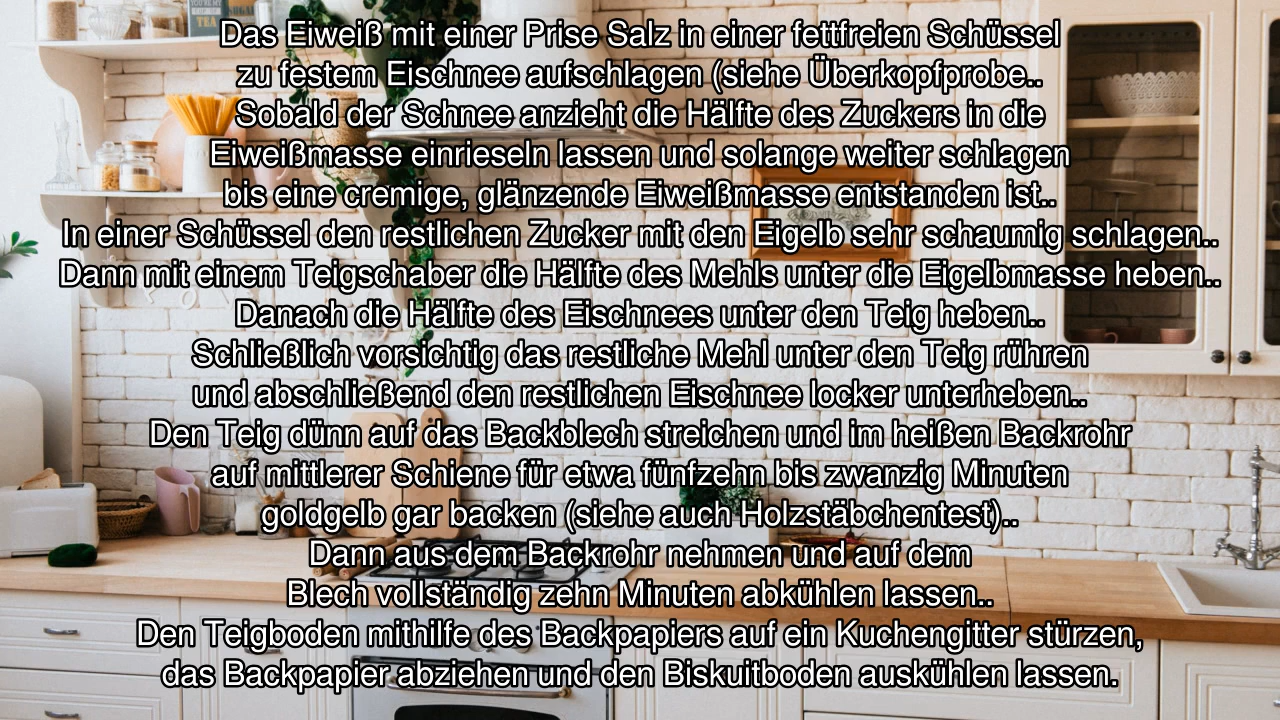 Das Eiweiß mit einer Prise Salz in einer fettfreien Schüssel
zu festem Eischnee aufschlagen (siehe Überkopfprobe..
Sobald der Schnee anzieht die Hälfte des Zuckers in die
Eiweißmasse einrieseln lassen und solange weiter schlagen
bis eine cremige, glänzende Eiweißmasse entstanden ist..
In einer Schüssel den restlichen Zucker mit den Eigelb sehr schaumig schlagen..
Dann mit einem Teigschaber die Hälfte des Mehls unter die Eigelbmasse heben..
Danach die Hälfte des Eischnees unter den Teig heben..
Schließlich vorsichtig das restliche Mehl unter den Teig rühren
und abschließend den restlichen Eischnee locker unterheben..
Den Teig dünn auf das Backblech streichen und im heißen Backrohr
auf mittlerer Schiene für etwa fünfzehn bis zwanzig Minuten
goldgelb gar backen (siehe auch Holzstäbchentest)..
Dann aus dem Backrohr nehmen und auf dem
Blech vollständig zehn Minuten abkühlen lassen..
Den Teigboden mithilfe des Backpapiers auf ein Kuchengitter stürzen,
das Backpapier abziehen und den Biskuitboden auskühlen lassen.